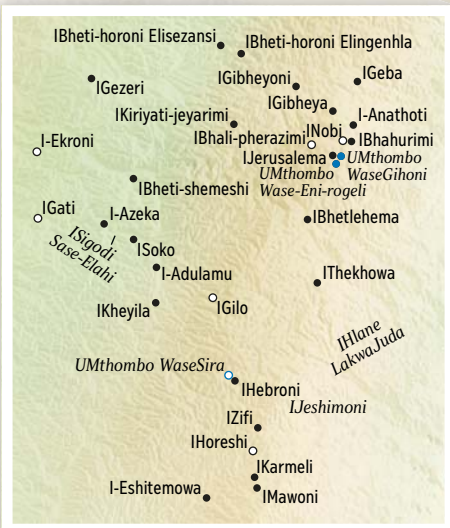 IBheti-horoni Elisezansi
IBheti-horoni Elingenhla
IGezeri
IGibheyoni
IGeba
IGibheya
IKiriyati-jeyarimi
I-Anathoti
INobi
IBhali-pherazimi
IBhahurimi
I-Ekroni
IJerusalema
UMthombo
WaseGihoni
UMthombo
Wase-Eni-rogeli
IBheti-shemeshi
IGati
I-Azeka
IBhetlehema
ISigodi
Sase-Elahi
ISoko
I-Adulamu
IThekhowa
IKheyila
IGilo
IHlane
LakwaJuda
UMthombo WaseSira
IHebroni
IJeshimoni
IZifi
IHoreshi
IKarmeli
I-Eshitemowa
IMawoni